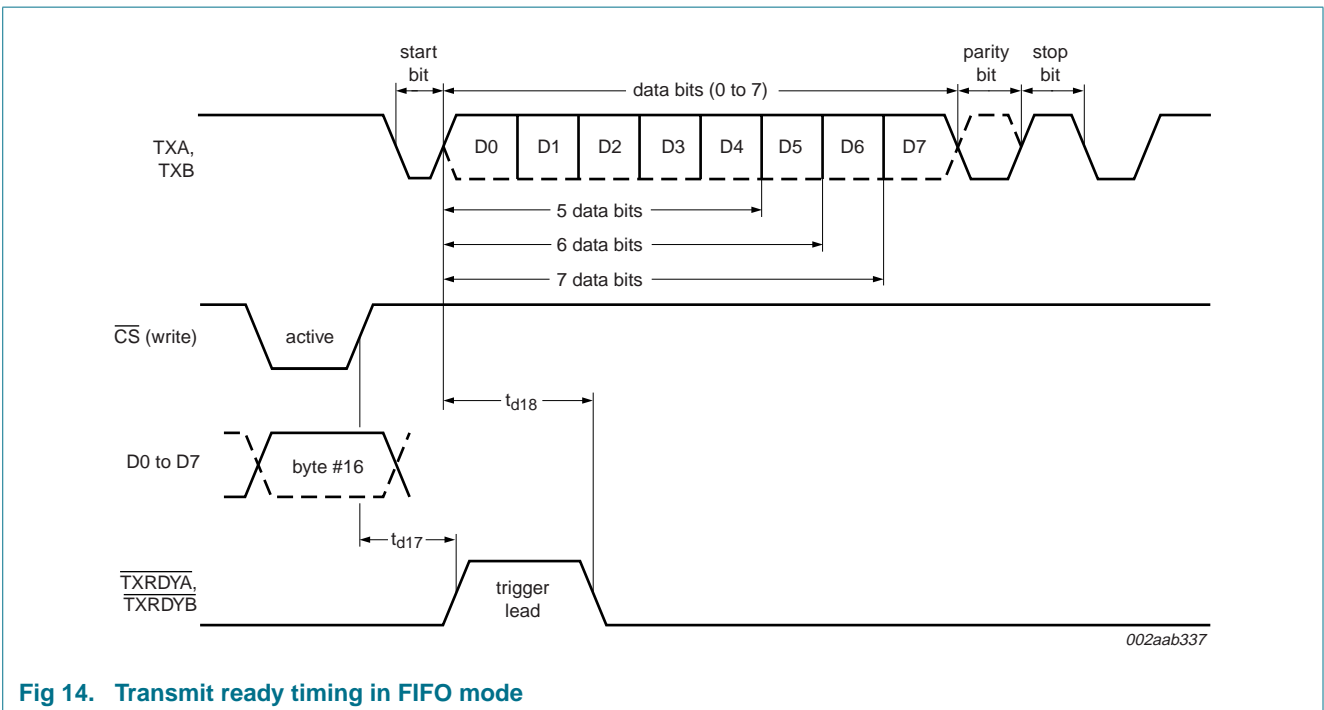 start
bit
data bits (0 to 7)
parity
bit
stop
bit
TXA,
TXB
D0 D1 D2 D3 D4 D5 D6 D7
5 data bits
6 data bits
7 data bits
CS (write)
active
td18
D0 to D7
byte #16
td17
TXRDYA,
TXRDYB
trigger
lead
002aab337
Fig 14. Transmit ready timing in FIFO mode